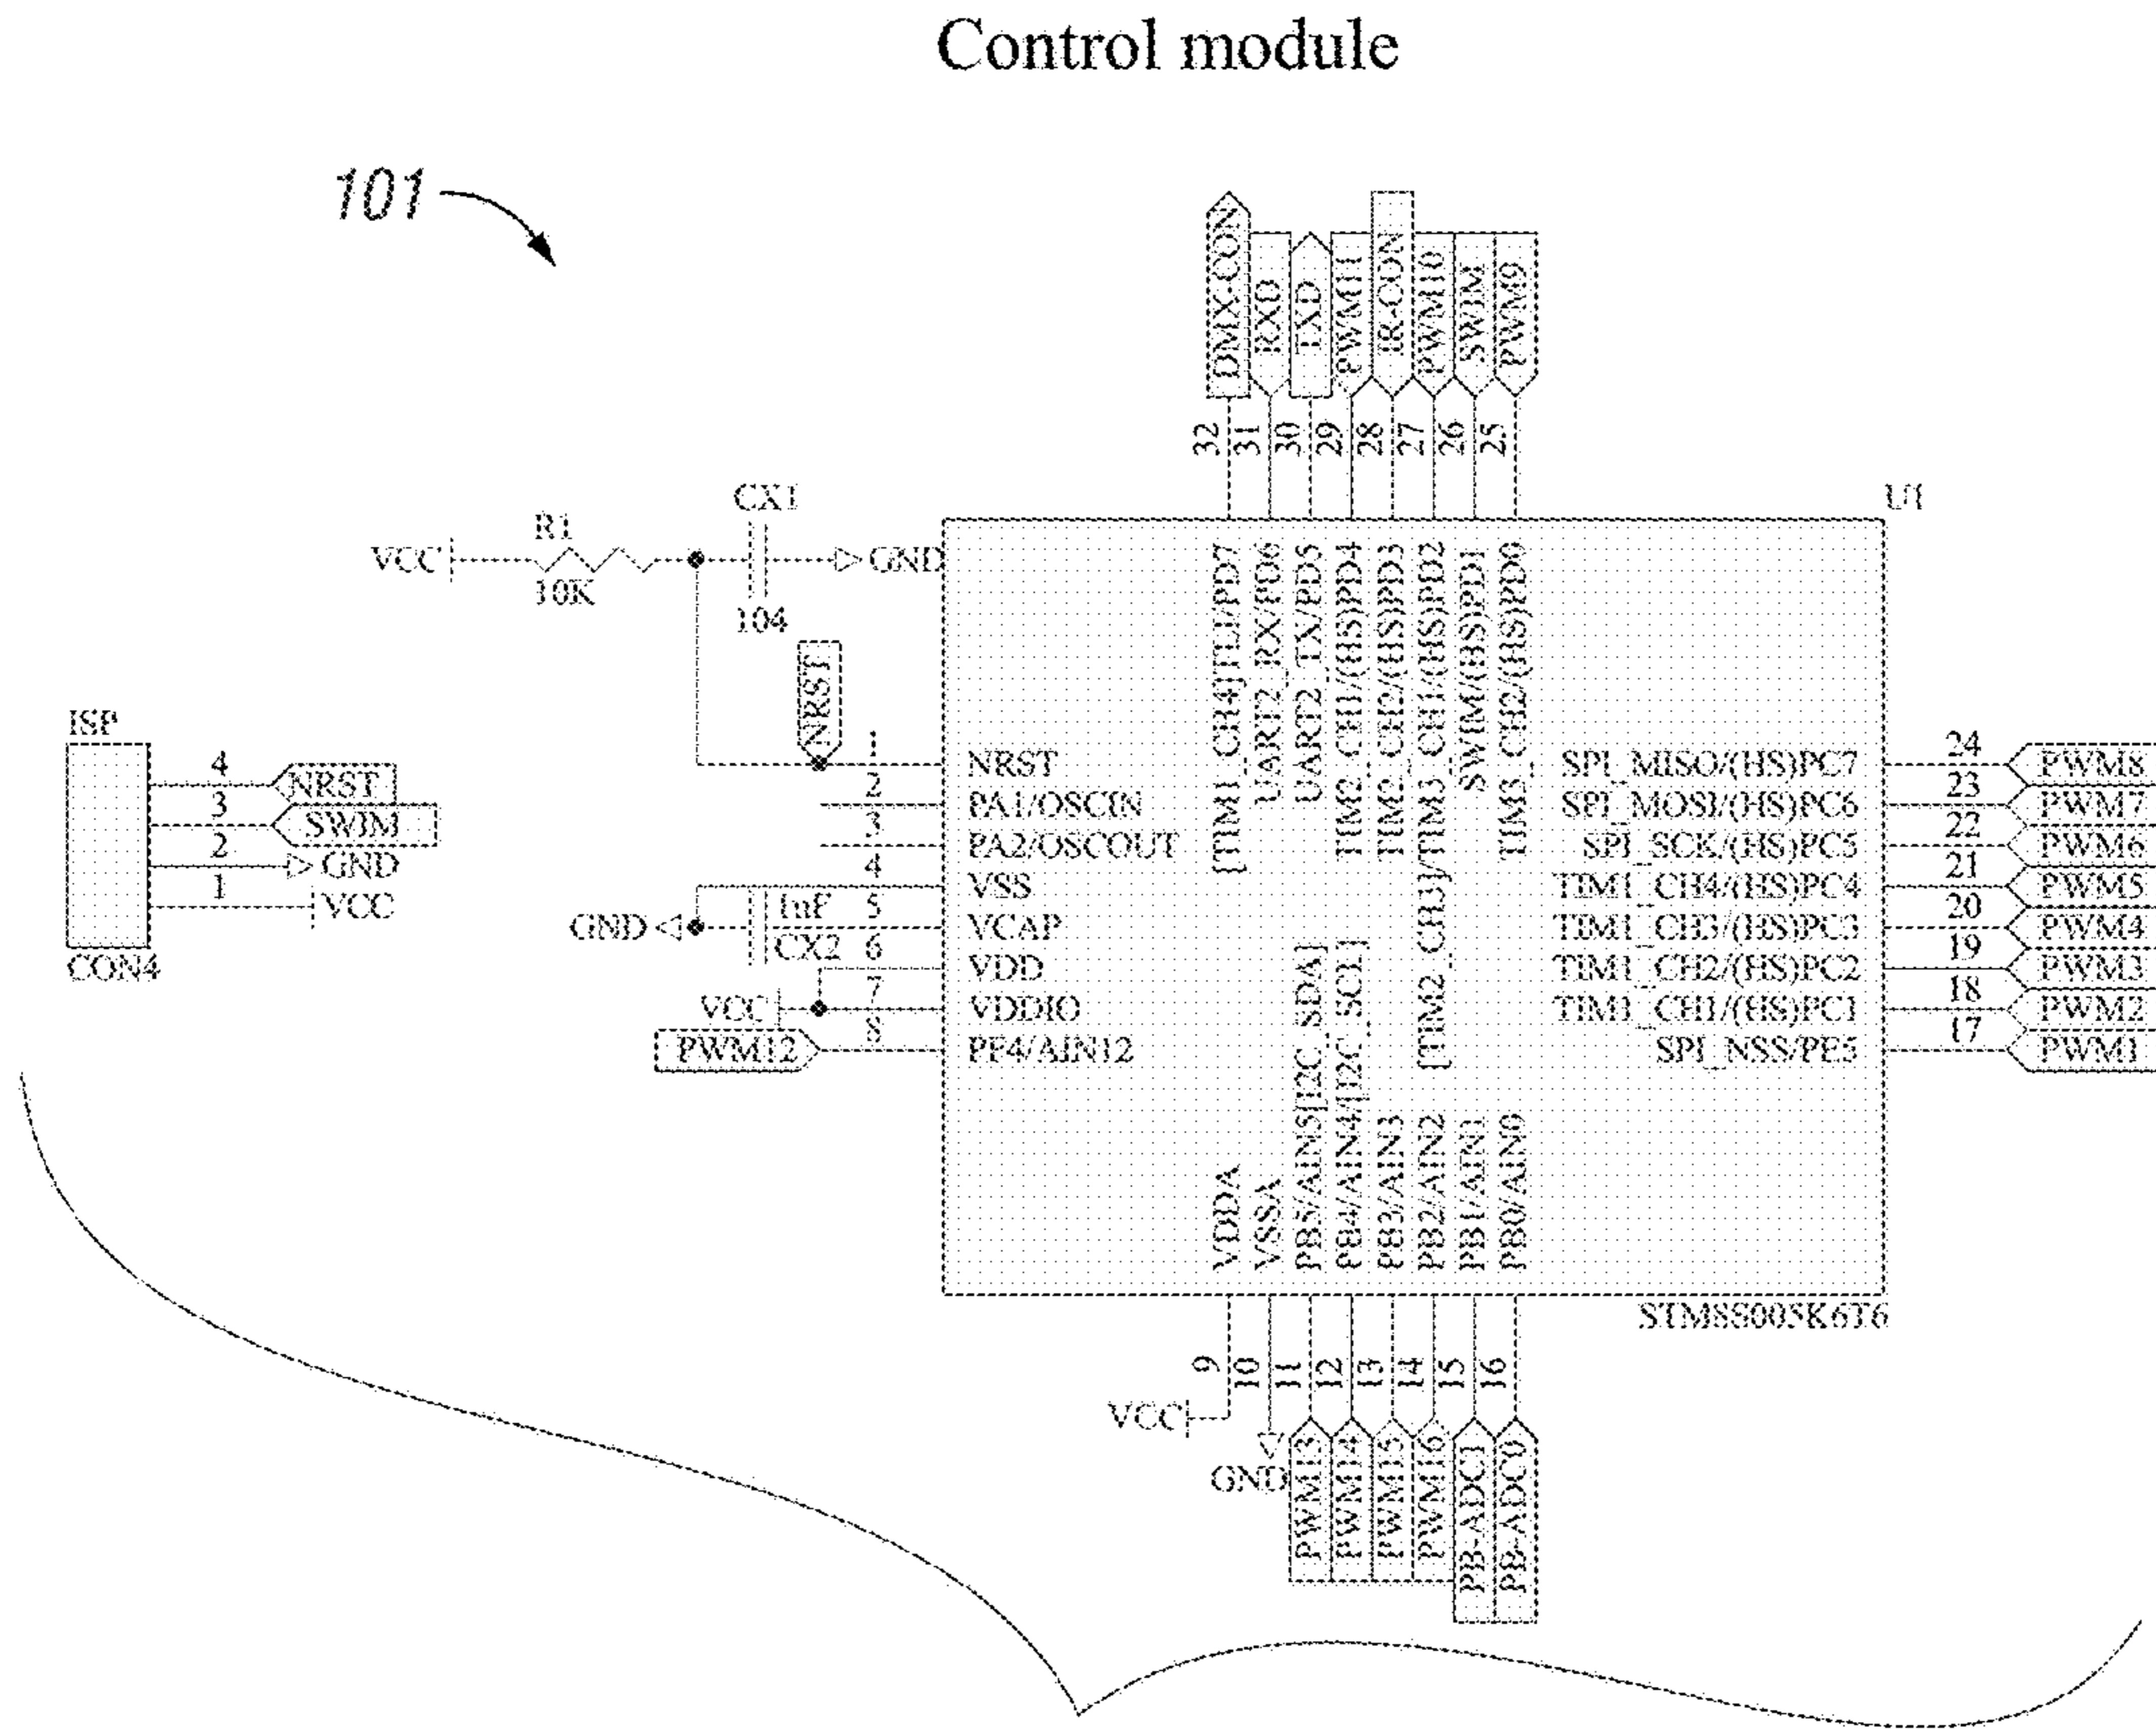 Control module
101
DMX-CON
RXD
TXD
PWM11
IR-CON
PWM10
SWIM
PWM9
32
31
30
29
28
27
26
25
U1
CX1
R1
VCC
GND
10K
104
NRST
[TIM1_CH4]TLI/PD7
UART2_RX/PD6
UART2_TX/PD5
TIM2_CH1/(HS)PD4
TIM2_CH2/(HS)PD3
[TIM2_CH3]/TIM3_CH1/(HS)PD2
SWIM/(HS)PD1
TIM3_CH2/(HS)PD0
ISP
4 NRST
3 SWIM
2 GND
1 VCC
CON4
1 NRST
2 PA1/OSCIN
3 PA2/OSCOUT
4 VSS
5 VCAP
6 VDD
7 VDDIO
8 PF4/AIN12
GND
1uF
CX2
VCC
PWM12
SPI_MISO/(HS)PC7 24 PWM8
SPI_MOSI/(HS)PC6 23 PWM7
SPI_SCK/(HS)PC5 22 PWM6
TIM1_CH4/(HS)PC4 21 PWM5
TIM1_CH3/(HS)PC3 20 PWM4
TIM1_CH2/(HS)PC2 19 PWM3
TIM1_CH1/(HS)PC1 18 PWM2
SPI_NSS/PE5 17 PWM1
VDDA
VSSA
PB5/AIN5[I2C_SDA]
PB4/AIN4/[I2C_SCL]
PB3/AIN3
PB2/AIN2
PB1/AIN1
PB0/AIN0
STM8S005K6T6
9
10
11
12
13
14
15
16
VCC
GND
PWM13
PWM14
PWM15
PWM16
PB-ADC1
PB-ADC0